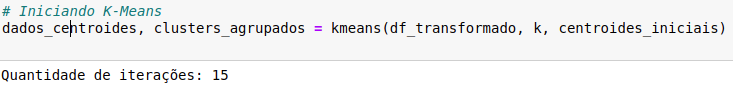 # Iniciando K-Means
dados_centroides, clusters_agrupados = kmeans(df_transformado, k, centroides_iniciais)
Quantidade de iterações: 15